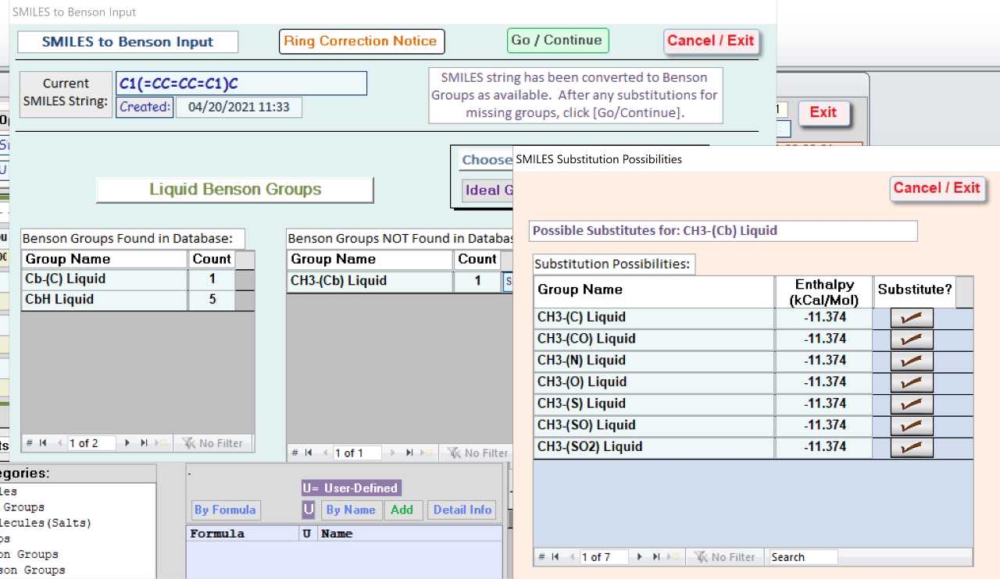 SMILES to Benson Input
SMILES to Benson Input
Ring Correction Notice
Go / Continue
Cancel / Exit
Current
SMILES String:
C1(=CC=CC=C1)C
Created:
04/20/2021 11:33
SMILES string has been converted to Benson
Groups as available. After any substitutions for
missing groups, click [Go/Continue].
Exit
Liquid Benson Groups
Choose
Ideal G
Benson Groups Found in Database:
Group Name Count
Cb-(C) Liquid 1
CbH Liquid 5
# 1 of 2 No Filter
Benson Groups NOT Found in Databas
Group Name Count
CH3-(Cb) Liquid 1 S
# 1 of 1 No Filter
SMILES Substitution Possibilities
Cancel / Exit
Possible Substitutes for: CH3-(Cb) Liquid
Substitution Possibilities:
Group Name Enthalpy (kCal/Mol) Substitute?
CH3-(C) Liquid -11.374
CH3-(CO) Liquid -11.374
CH3-(N) Liquid -11.374
CH3-(O) Liquid -11.374
CH3-(S) Liquid -11.374
CH3-(SO) Liquid -11.374
CH3-(SO2) Liquid -11.374
# 1 of 7 No Filter Search
egories:
les
Groups
lecules(Salts)
ps
on Groups
son Groups
U= User-Defined
By Formula U By Name Add Detail Info
Formula U Name